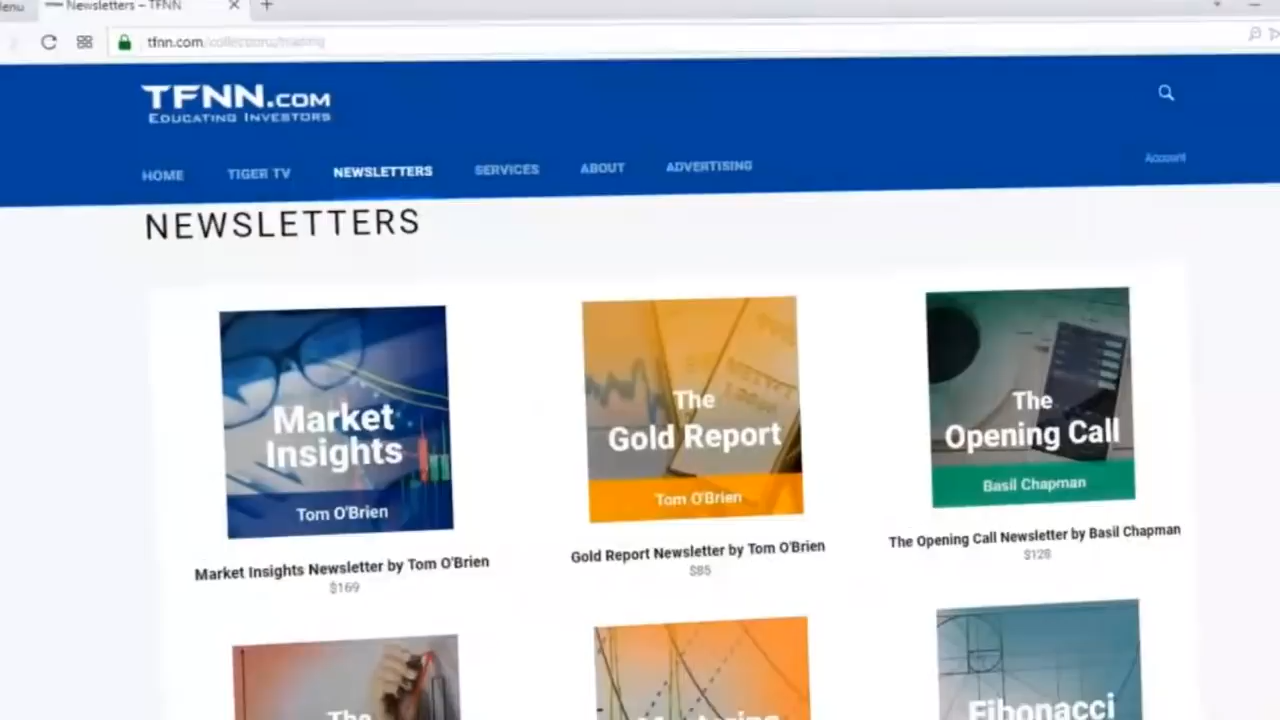 Newsletters – TFNN
tfnn.com
TFNN.COM
EDUCATING INVESTORS
HOME TIGER TV NEWSLETTERS SERVICES ABOUT ADVERTISING
Account
NEWSLETTERS
Market
Insights
Tom O'Brien
Market Insights Newsletter by Tom O'Brien
$169
The
Gold Report
Tom O'Brien
Gold Report Newsletter by Tom O'Brien
$85
The
Opening Call
Basil Chapman
The Opening Call Newsletter by Basil Chapman
$128
The
Fibonacci